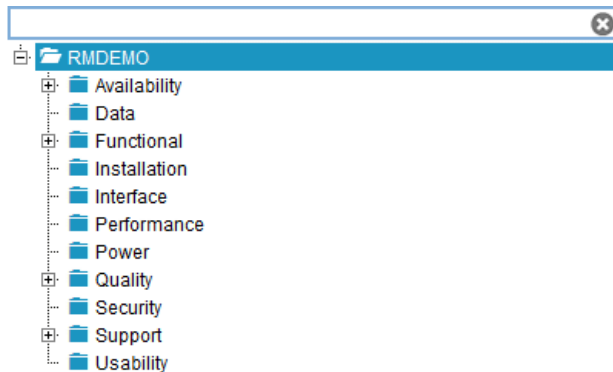 RMDEMO
Availability
Data
Functional
Installation
Interface
Performance
Power
Quality
Security
Support
Usability